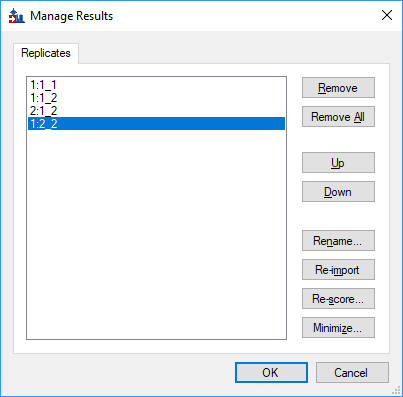 Manage Results
Replicates
1:1_1
1:1_2
2:1_2
1:2_2
Remove
Remove All
Up
Down
Rename...
Re-import
Re-score...
Minimize...
OK
Cancel